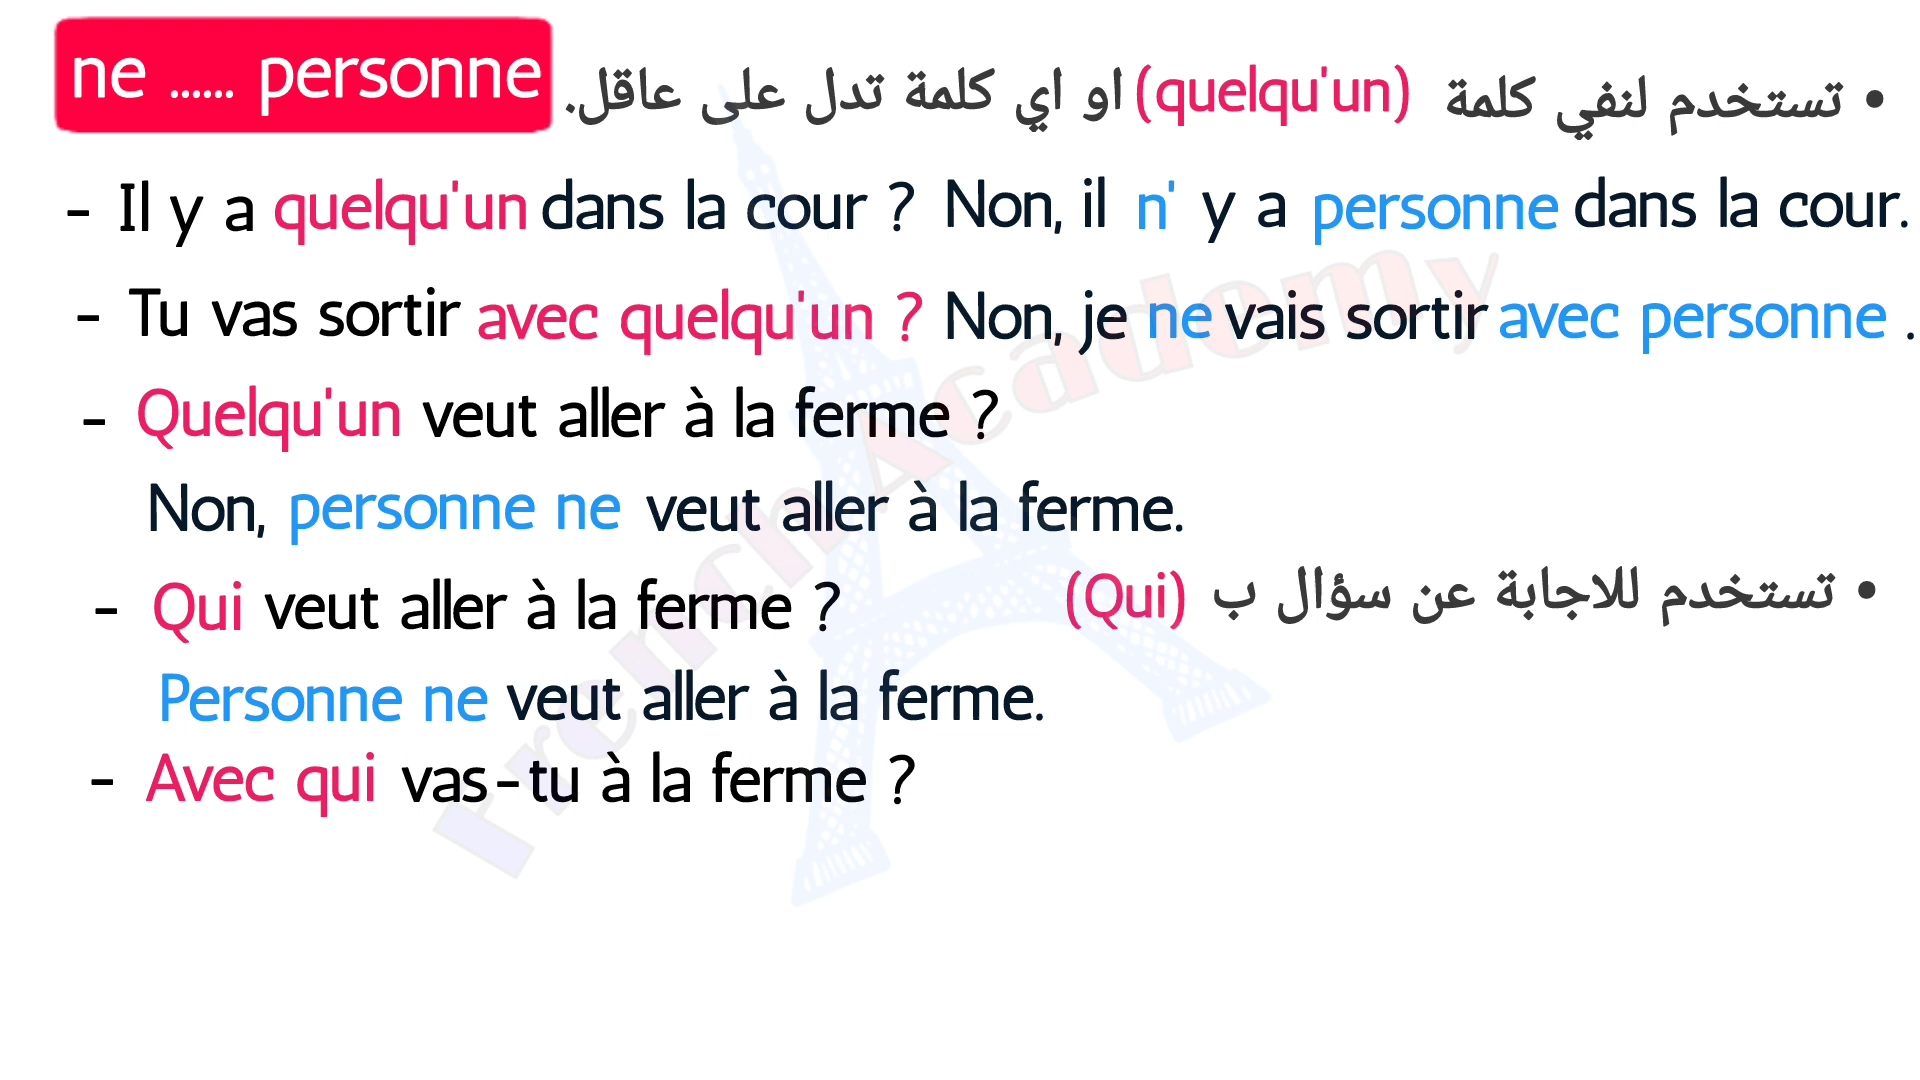 ne ...... personne
• تستخدم لنفي كلمة (quelqu'un) او اي كلمة تدل على عاقل.
- Il y a quelqu'un dans la cour ? Non, il n' y a personne dans la cour.
- Tu vas sortir avec quelqu'un ? Non, je ne vais sortir avec personne .
- Quelqu'un veut aller à la ferme ?
Non, personne ne veut aller à la ferme.
- Qui veut aller à la ferme ?
• تستخدم للاجابة عن سؤال ب (Qui)
Personne ne veut aller à la ferme.
- Avec qui vas-tu à la ferme ?
French Academy